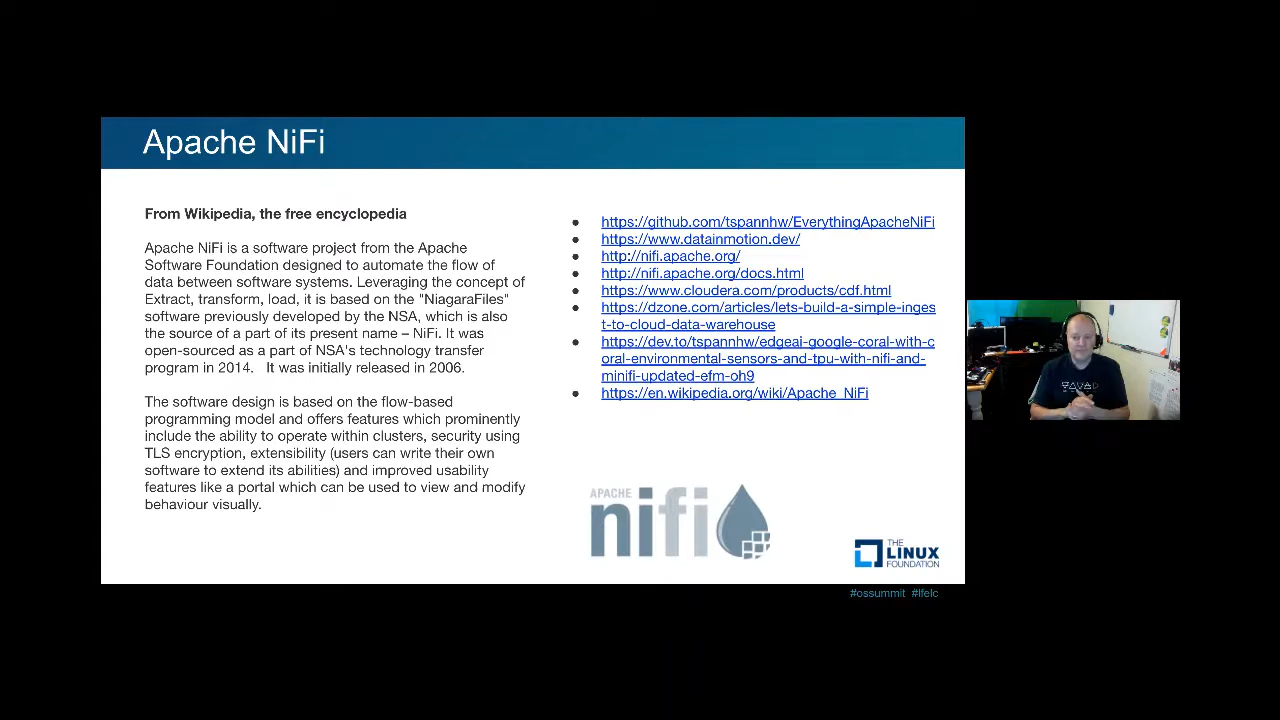 Apache NiFi
From Wikipedia, the free encyclopedia
Apache NiFi is a software project from the Apache
Software Foundation designed to automate the flow of
data between software systems. Leveraging the concept of
Extract, transform, load, it is based on the "NiagaraFiles"
software previously developed by the NSA, which is also
the source of a part of its present name – NiFi. It was
open-sourced as a part of NSA's technology transfer
program in 2014.   It was initially released in 2006.
The software design is based on the flow-based
programming model and offers features which prominently
include the ability to operate within clusters, security using
TLS encryption, extensibility (users can write their own
software to extend its abilities) and improved usability
features like a portal which can be used to view and modify
behaviour visually.
● https://github.com/tspannhw/EverythingApacheNiFi
● https://www.datainmotion.dev/
● http://nifi.apache.org/
● http://nifi.apache.org/docs.html
● https://www.cloudera.com/products/cdf.html
● https://dzone.com/articles/lets-build-a-simple-inges
t-to-cloud-data-warehouse
● https://dev.to/tspannhw/edgeai-google-coral-with-c
oral-environmental-sensors-and-tpu-with-nifi-and-
minifi-updated-efm-oh9
● https://en.wikipedia.org/wiki/Apache_NiFi
APACHE
nifi
THE
LINUX
FOUNDATION
#ossummit #lfelc